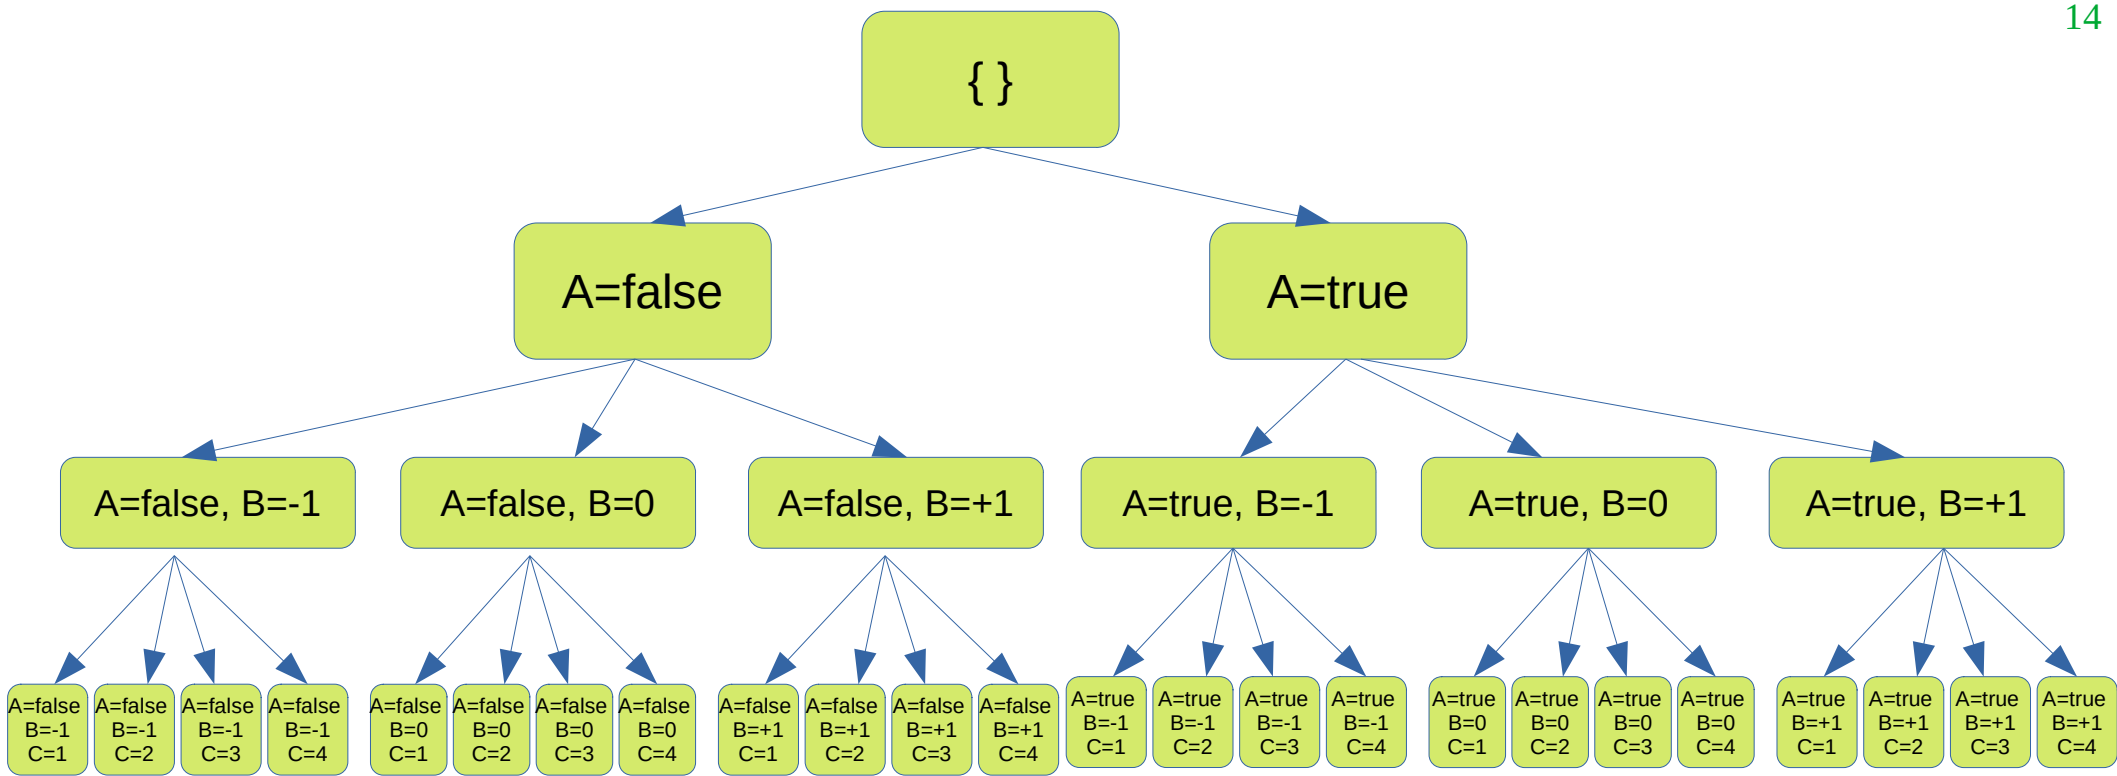 14
{ }
A=false
A=true
A=false, B=-1
A=false, B=0
A=false, B=+1
A=true, B=-1
A=true, B=0
A=true, B=+1
A=false
B=-1
C=1
A=false
B=-1
C=2
A=false
B=-1
C=3
A=false
B=-1
C=4
A=false
B=0
C=1
A=false
B=0
C=2
A=false
B=0
C=3
A=false
B=0
C=4
A=false
B=+1
C=1
A=false
B=+1
C=2
A=false
B=+1
C=3
A=false
B=+1
C=4
A=true
B=-1
C=1
A=true
B=-1
C=2
A=true
B=-1
C=3
A=true
B=-1
C=4
A=true
B=0
C=1
A=true
B=0
C=2
A=true
B=0
C=3
A=true
B=0
C=4
A=true
B=+1
C=1
A=true
B=+1
C=2
A=true
B=+1
C=3
A=true
B=+1
C=4